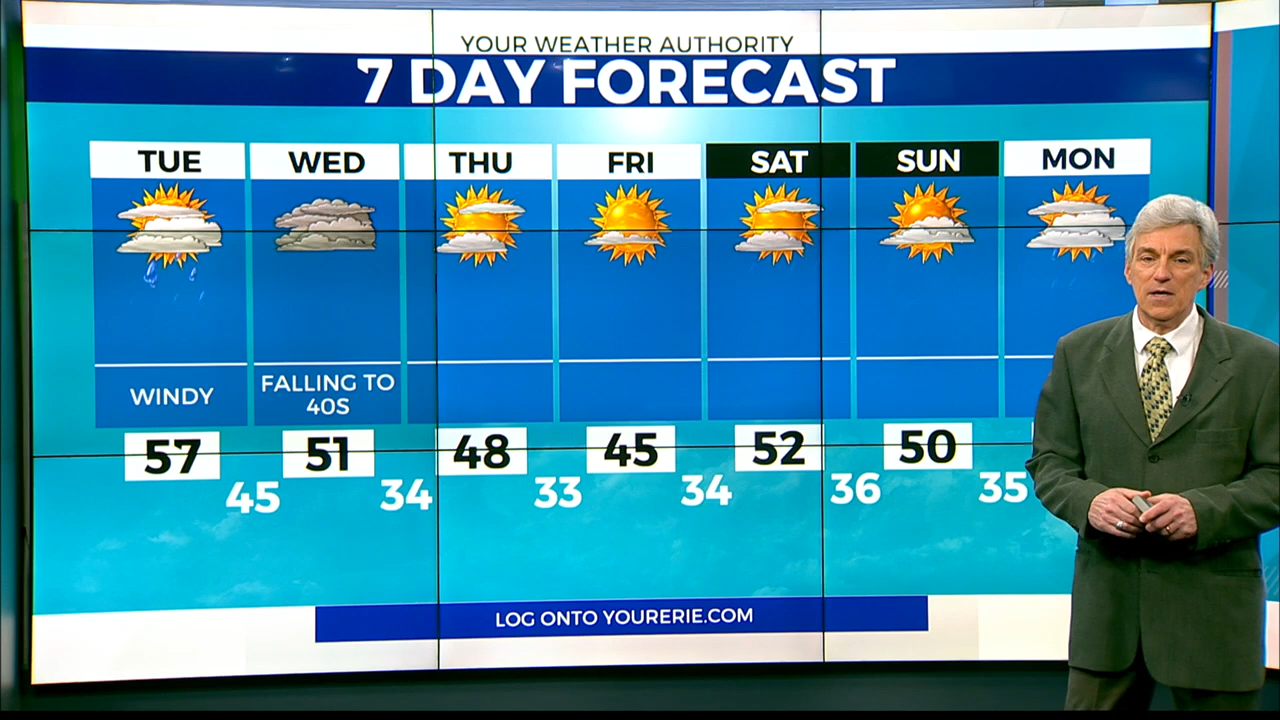 YOUR WEATHER AUTHORITY
7 DAY FORECAST
TUE WED THU FRI SAT SUN MON
WINDY
FALLING TO
40S
57 51 48 45 52 50
45 34 33 34 36 35
LOG ONTO YOURERIE.COM